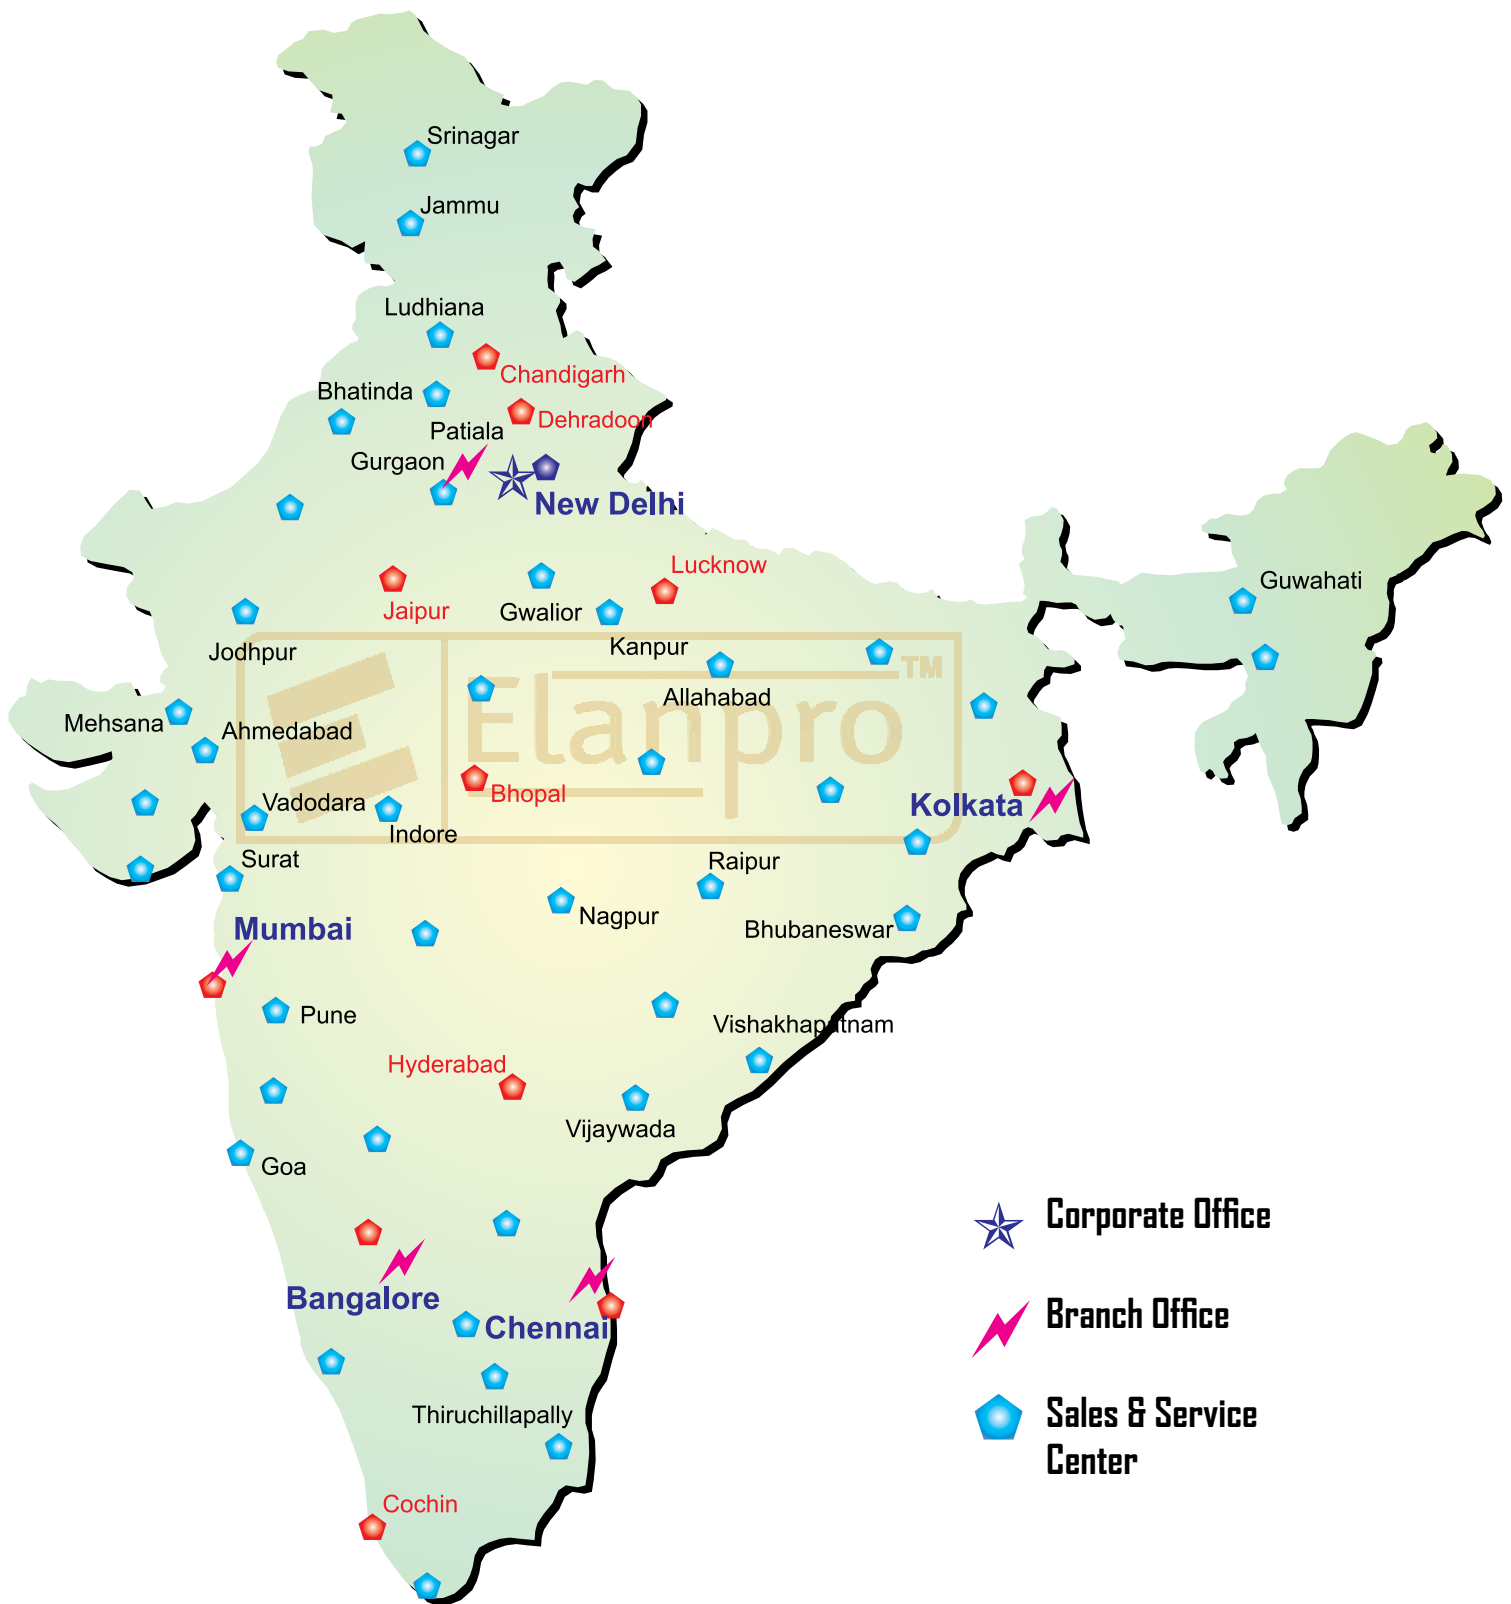 Srinagar
Jammu
Ludhiana
Chandigarh
Bhatinda
Dehradoon
Patiala
Gurgaon
New Delhi
Lucknow
Guwahati
Jaipur
Gwalior
Kanpur
Jodhpur
Elanpro™
Allahabad
Mehsana
Ahmedabad
Bhopal
Vadodara
Kolkata
Indore
Surat
Raipur
Nagpur
Mumbai
Bhubaneswar
Pune
Vishakhapatnam
Hyderabad
Vijaywada
Goa
Corporate Office
Bangalore
Branch Office
Chennai
Thiruchillapally
Sales & Service
Center
Cochin